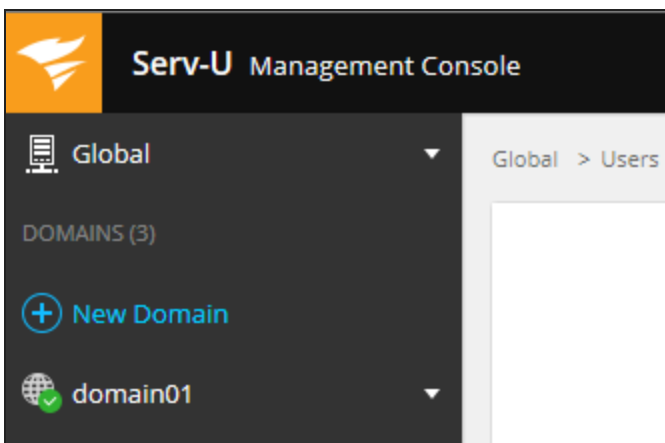 Serv-U Management Console
Global
Global > Users
DOMAINS (3)
New Domain
domain01